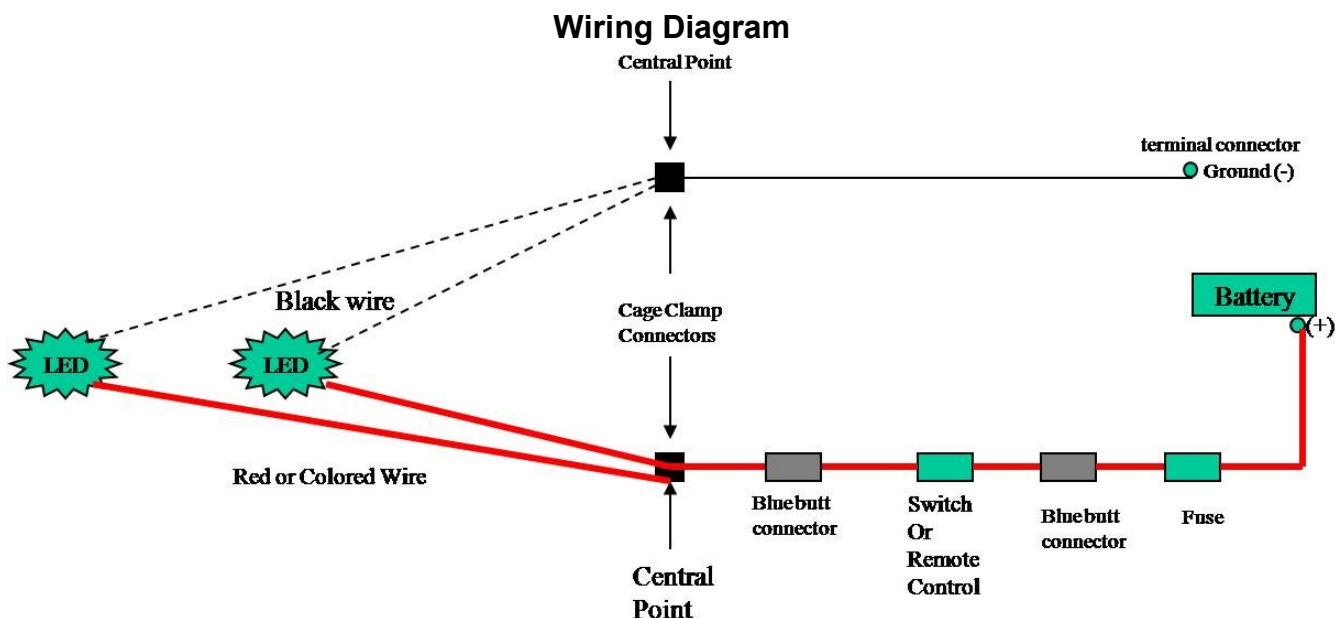 Wiring Diagram
Central Point
terminal connector
Ground (-)
Black wire
Cage Clamp
Connectors
Battery
(+)
LED
LED
Red or Colored Wire
Blue butt
connector
Switch
Or
Remote
Control
Blue butt
connector
Fuse
Central
Point